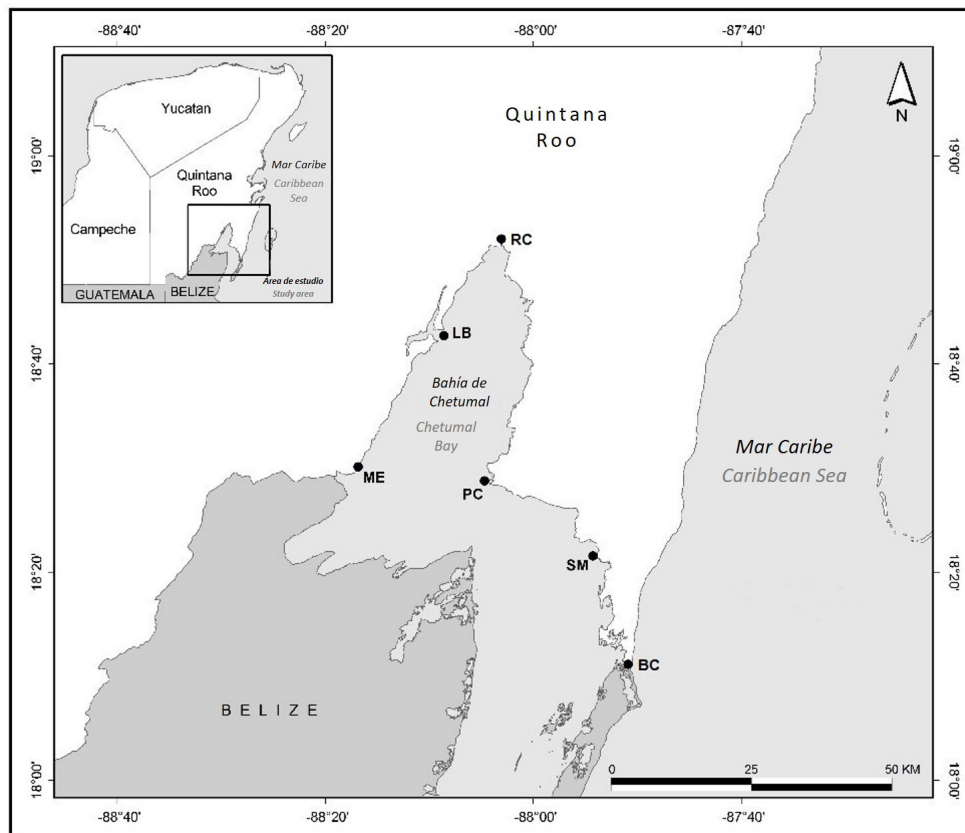 -88°40'
-88°20'
-88°00'
-87°40'
Yucatan
Quintana
Roo
Campeche
Mar Caribe
Caribbean
Sea
GUATEMALA
BELIZE
Área de estudio
Study area
Quintana
Roo
N
19°00'
19°00'
RC
LB
18°40'
18°40'
Bahía de
Chetumal
Chetumal
Bay
Mar Caribe
Caribbean Sea
ME
PC
SM
18°20'
18°20'
BC
BELIZE
0
25
50 KM
18°00'
18°00'
-88°40'
-88°20'
-88°00'
-87°40'